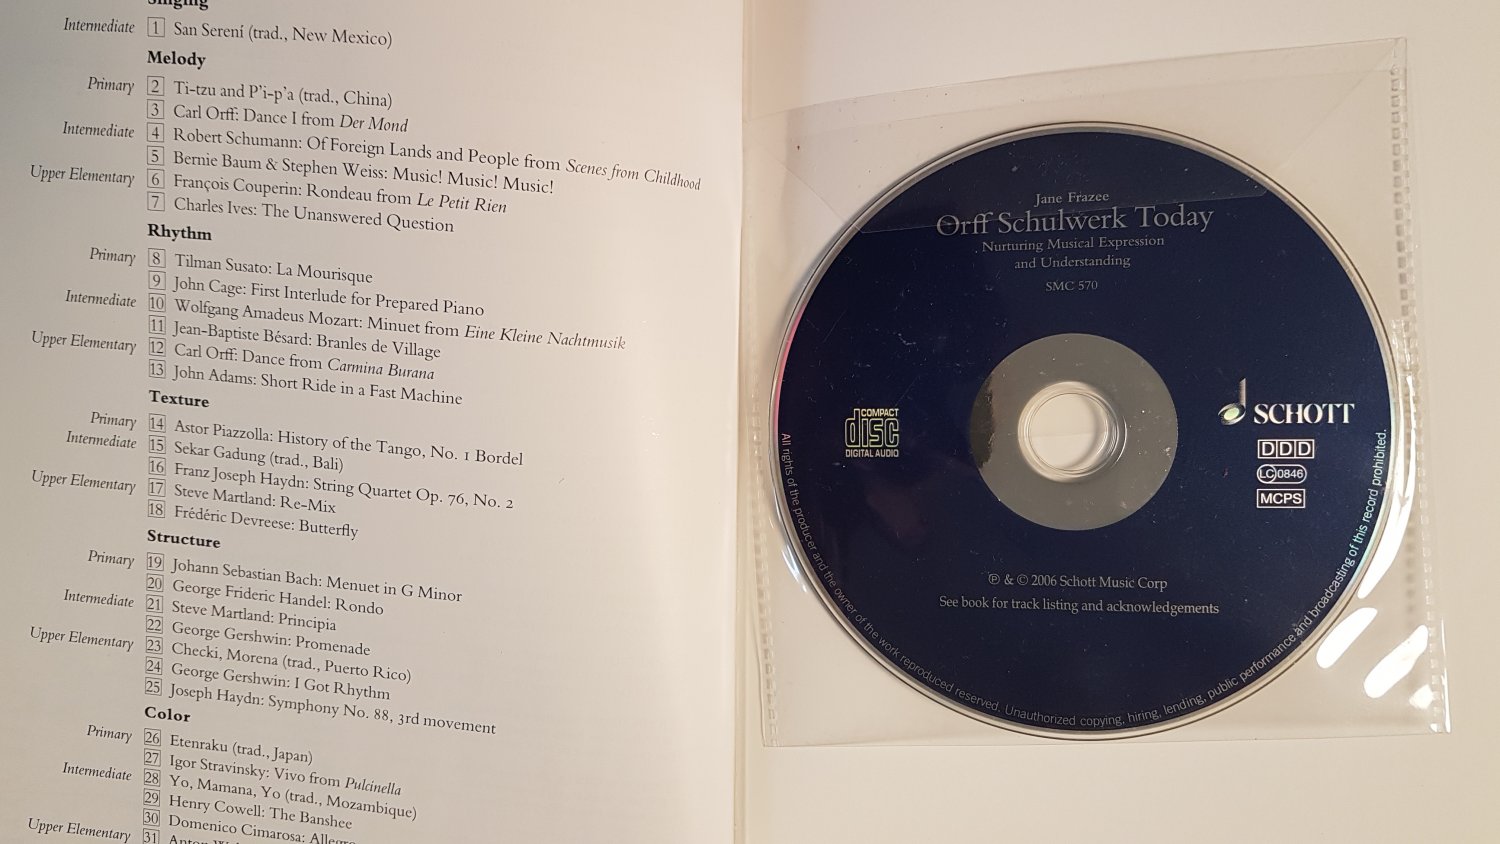 Singing
Intermediate 1 San Serení (trad., New Mexico)
Melody
Primary 2 Ti-tzu and P'i-p'a (trad., China)
3 Carl Orff: Dance I from Der Mond
Intermediate 4 Robert Schumann: Of Foreign Lands and People from Scenes from Childhood
5 Bernie Baum & Stephen Weiss: Music! Music! Music!
Upper Elementary 6 François Couperin: Rondeau from Le Petit Rien
7 Charles Ives: The Unanswered Question
Rhythm
Primary 8 Tilman Susato: La Mourisque
9 John Cage: First Interlude for Prepared Piano
Intermediate 10 Wolfgang Amadeus Mozart: Minuet from Eine Kleine Nachtmusik
11 Jean-Baptiste Bésard: Branles de Village
Upper Elementary 12 Carl Orff: Dance from Carmina Burana
13 John Adams: Short Ride in a Fast Machine
Texture
Primary 14 Astor Piazzolla: History of the Tango, No. 1 Bordel
Intermediate 15 Sekar Gadung (trad., Bali)
16 Franz Joseph Haydn: String Quartet Op. 76, No. 2
Upper Elementary 17 Steve Martland: Re-Mix
18 Frédéric Devreese: Butterfly
Structure
Primary 19 Johann Sebastian Bach: Menuet in G Minor
20 George Frideric Handel: Rondo
Intermediate 21 Steve Martland: Principia
22 George Gershwin: Promenade
Upper Elementary 23 Checki, Morena (trad., Puerto Rico)
24 George Gershwin: I Got Rhythm
25 Joseph Haydn: Symphony No. 88, 3rd movement
Color
Primary 26 Etenraku (trad., Japan)
27 Igor Stravinsky: Vivo from Pulcinella
Intermediate 28 Yo, Mamana, Yo (trad., Mozambique)
29 Henry Cowell: The Banshee
30 Domenico Cimarosa: Allegro
Upper Elementary 31 Anton
Jane Frazee
Orff Schulwerk Today
Nurturing Musical Expression
and Understanding
SMC 570
COMPACT
disc
DIGITAL AUDIO
SCHOTT
DDD
LC 0846
MCPS
℗ & © 2006 Schott Music Corp
See book for track listing and acknowledgements
All rights of the producer and the owner of the work reproduced reserved. Unauthorized copying, hiring, lending, public performance and broadcasting of this record prohibited.